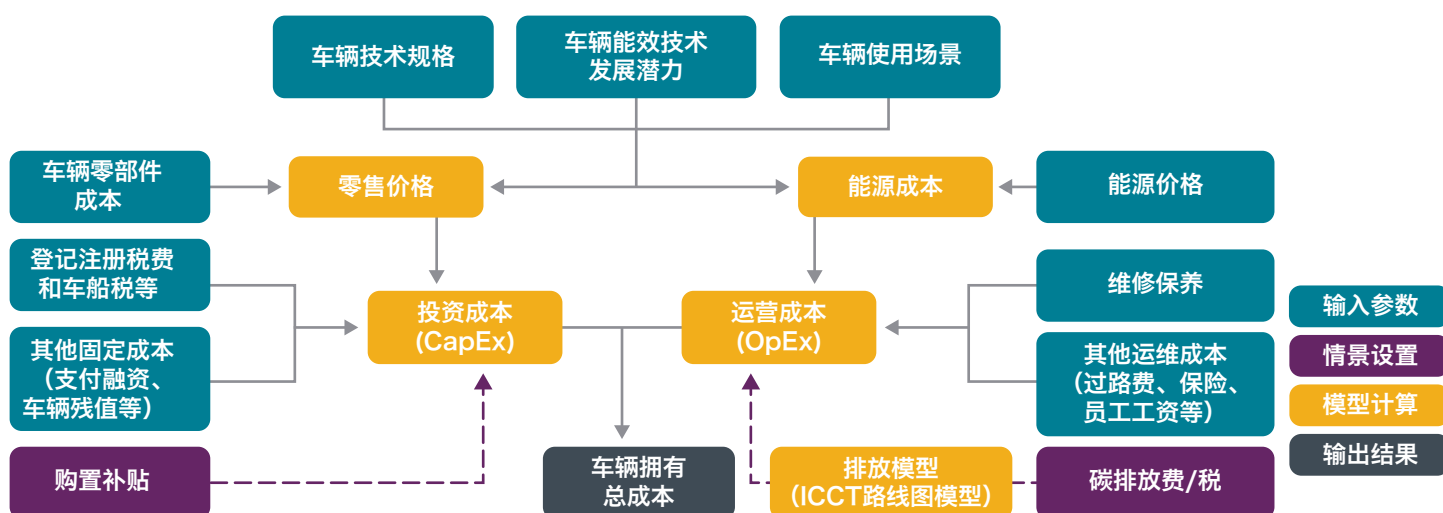 车辆技术规格
车辆能效技术
发展潜力
车辆使用场景
车辆零部件
成本
零售价格
能源成本
能源价格
登记注册税费
和车船税等
维修保养
投资成本
(CapEx)
运营成本
(OpEx)
其他固定成本
（支付融资、
车辆残值等）
其他运维成本
（过路费、保险、
员工工资等）
购置补贴
车辆拥有
总成本
排放模型
（ICCT路线图模型）
碳排放费/税
输入参数
情景设置
模型计算
输出结果